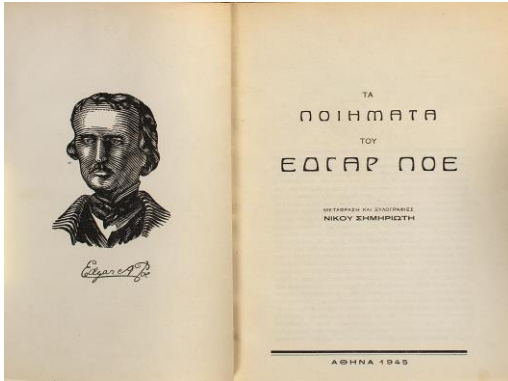 Edgar A Poe
ΤΑ
ΠΟΙΗΜΑΤΑ
ΤΟΥ
ΕΔΓΑΡ ΠΟΕ
ΜΕΤΑΦΡΑΣΗ ΚΑΙ ΞΥΛΟΓΡΑΦΙΕΣ
ΝΙΚΟΥ ΣΗΜΗΡΙΩΤΗ
ΑΘΗΝΑ 1945